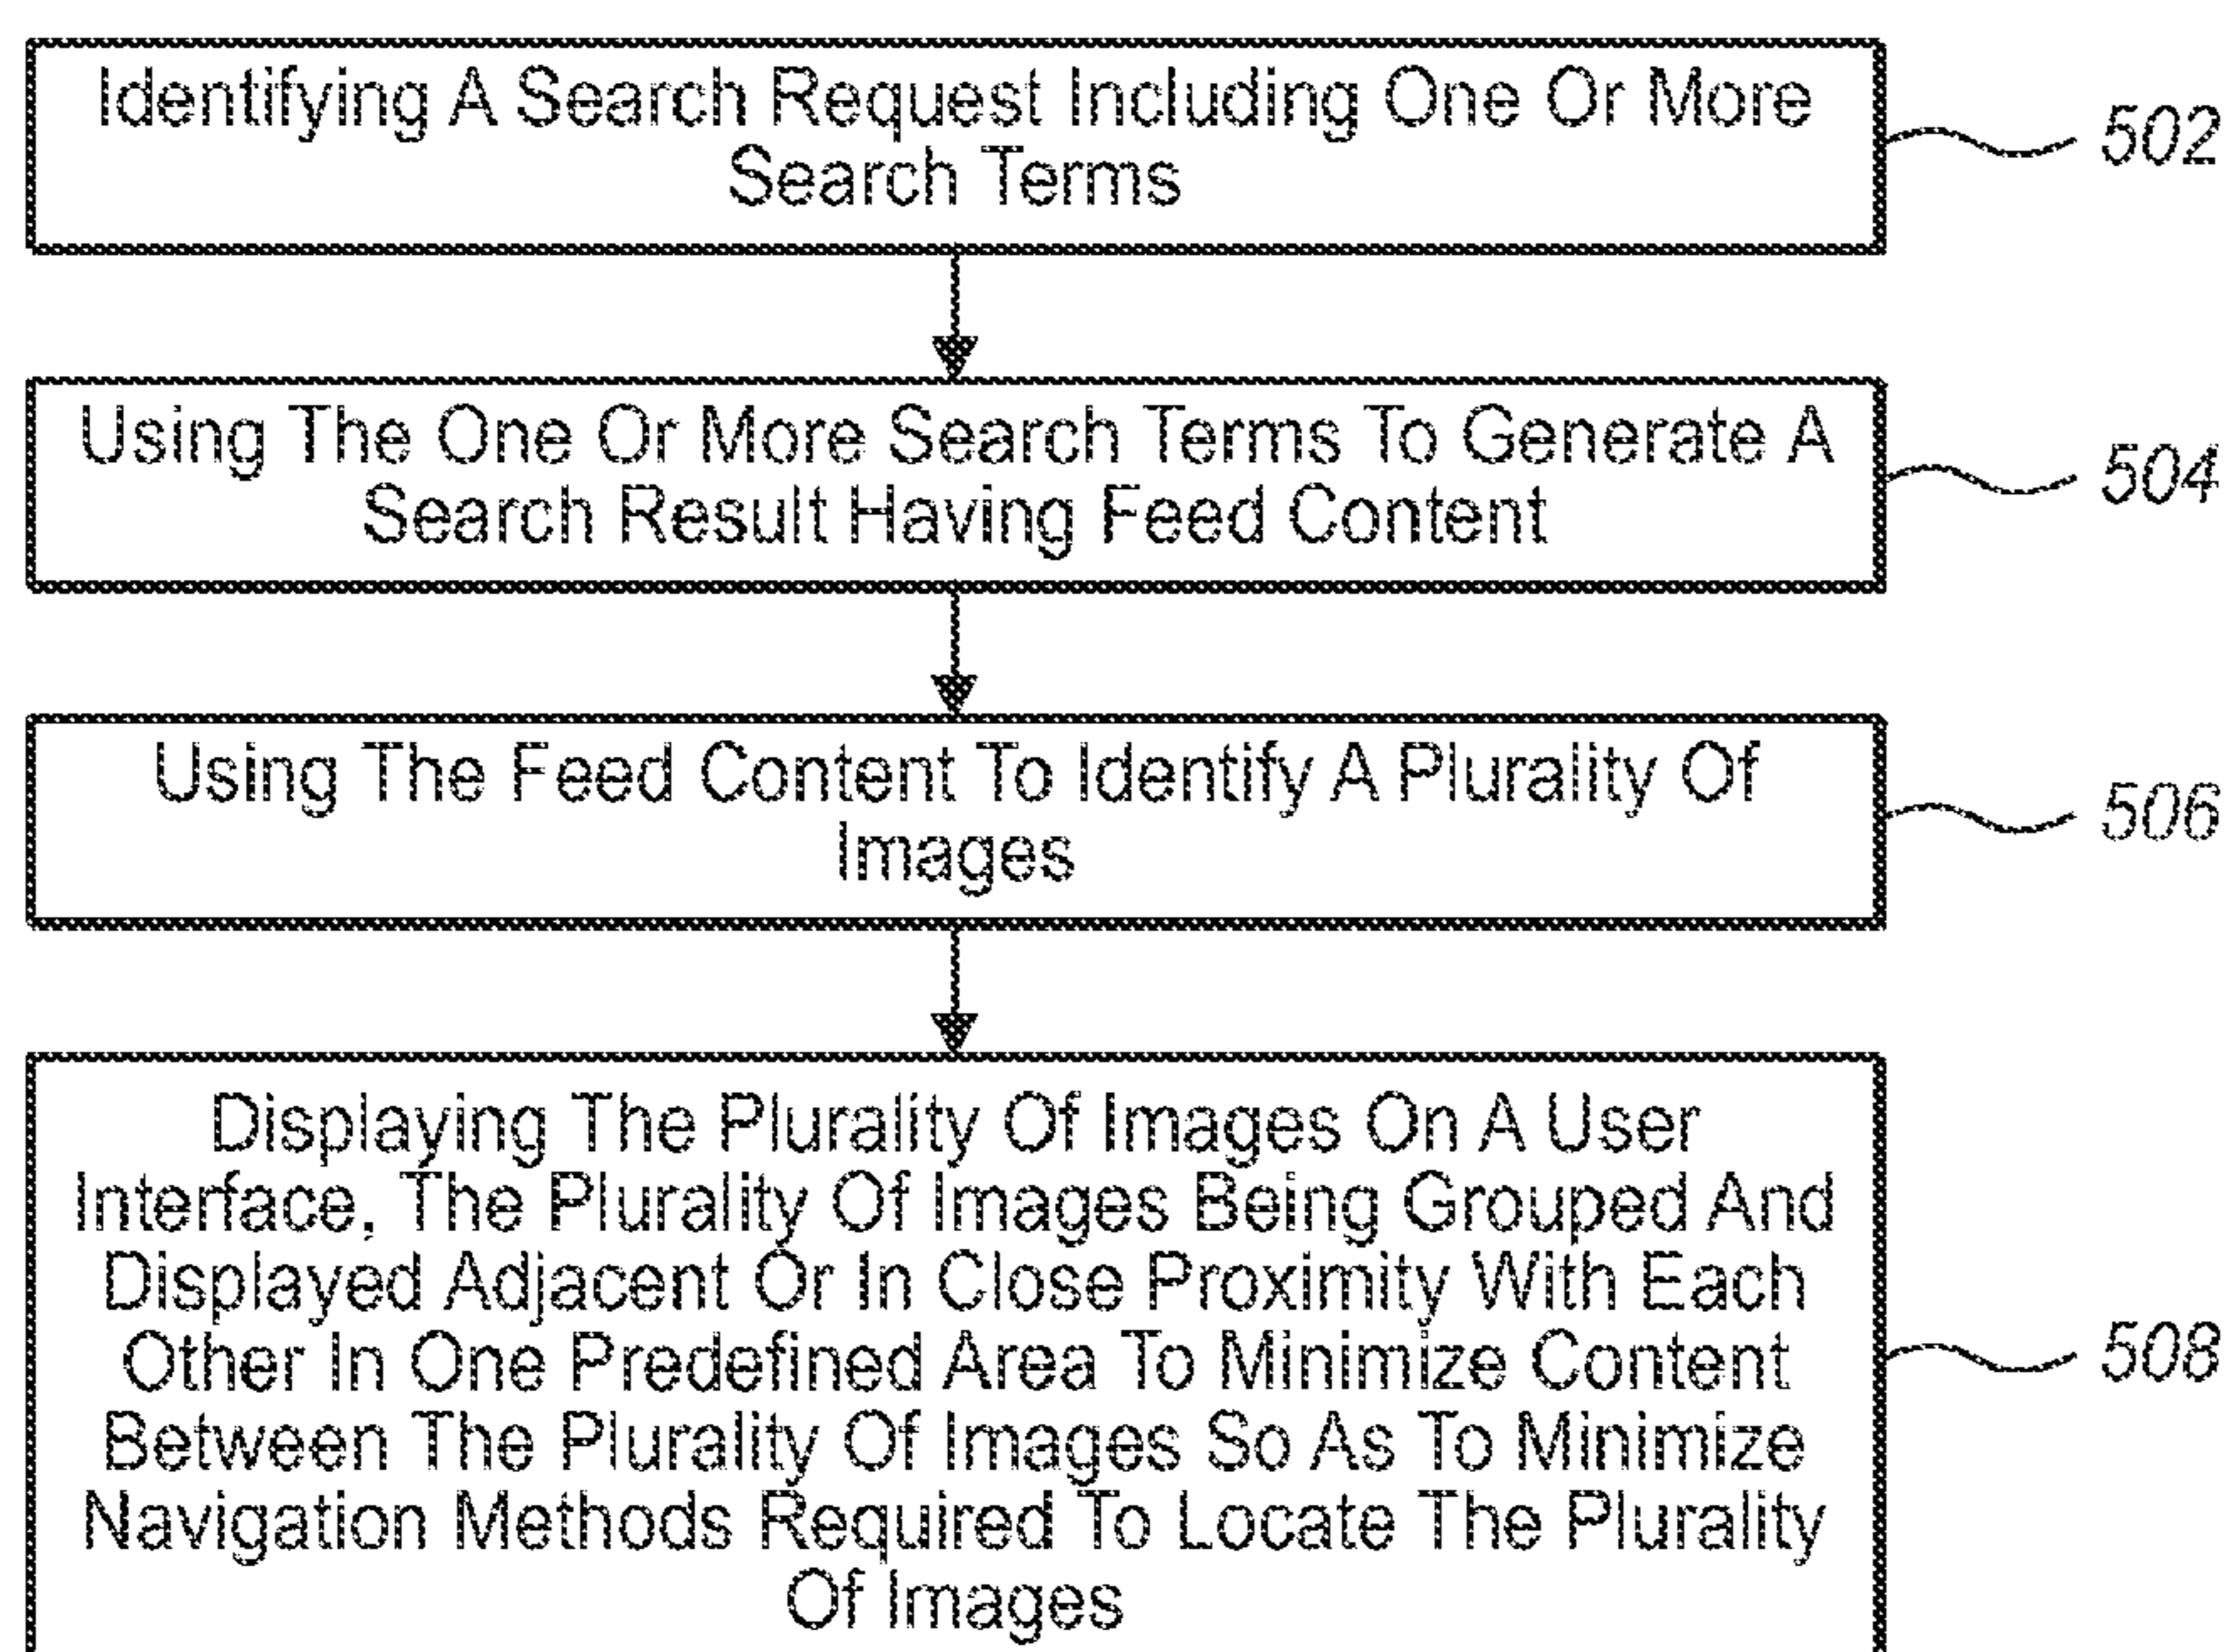 Identifying A Search Request Including One Or More
Search Terms
502
Using The One Or More Search Terms To Generate A
Search Result Having Feed Content
504
Using The Feed Content To Identify A Plurality Of
Images
506
Displaying The Plurality Of Images On A User
Interface, The Plurality Of Images Being Grouped And
Displayed Adjacent Or In Close Proximity With Each
Other In One Predefined Area To Minimize Content
Between The Plurality Of Images So As To Minimize
Navigation Methods Required To Locate The Plurality
Of Images
508